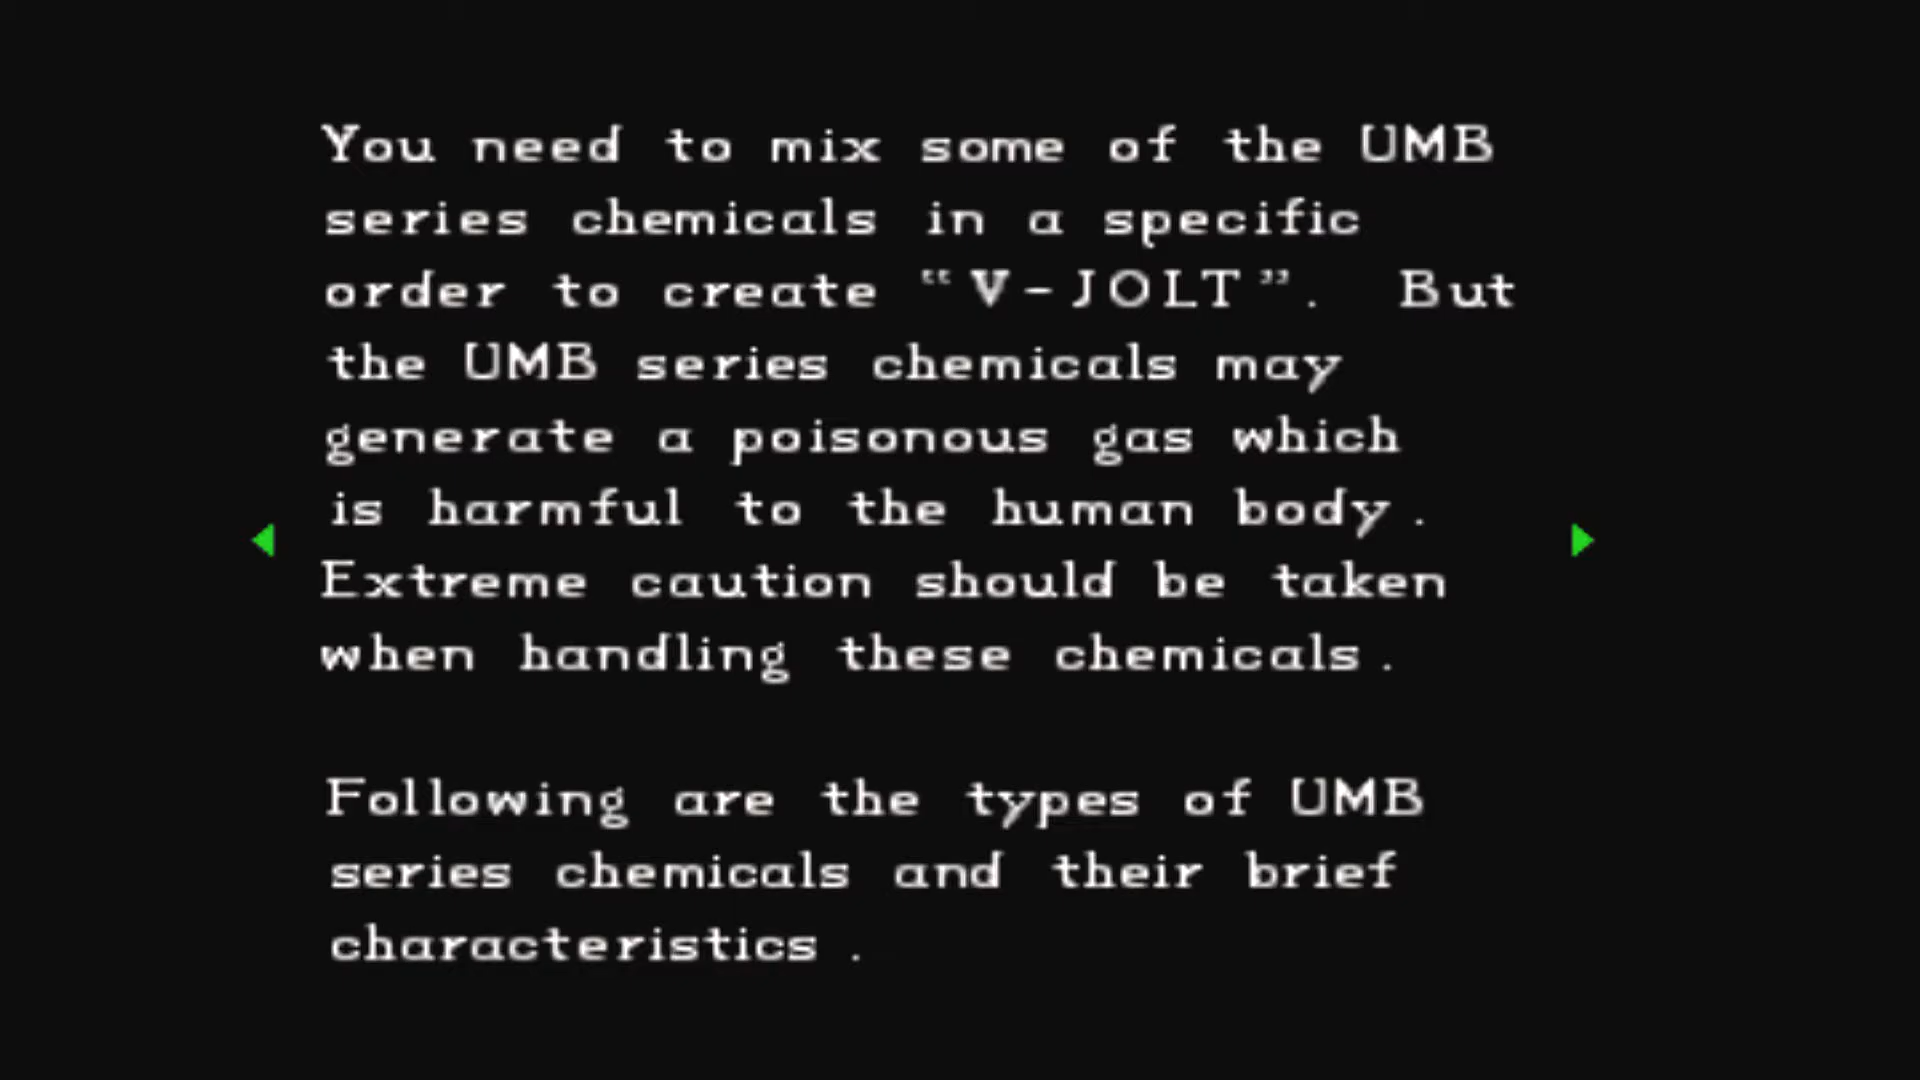 You need to mix some of the UMB
series chemicals in a specific
order to create “V-JOLT”. But
the UMB series chemicals may
generate a poisonous gas which
is harmful to the human body.
Extreme caution should be taken
when handling these chemicals.
Following are the types of UMB
series chemicals and their brief
characteristics.